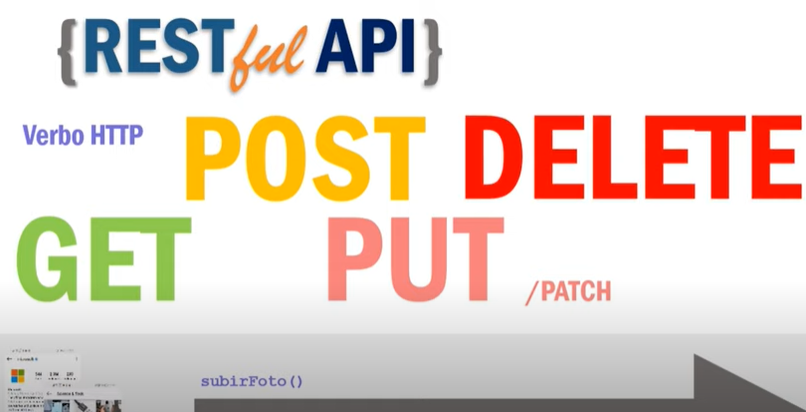 {RESTful API}
Verbo HTTP
POST DELETE
GET PUT /PATCH
subirFoto()